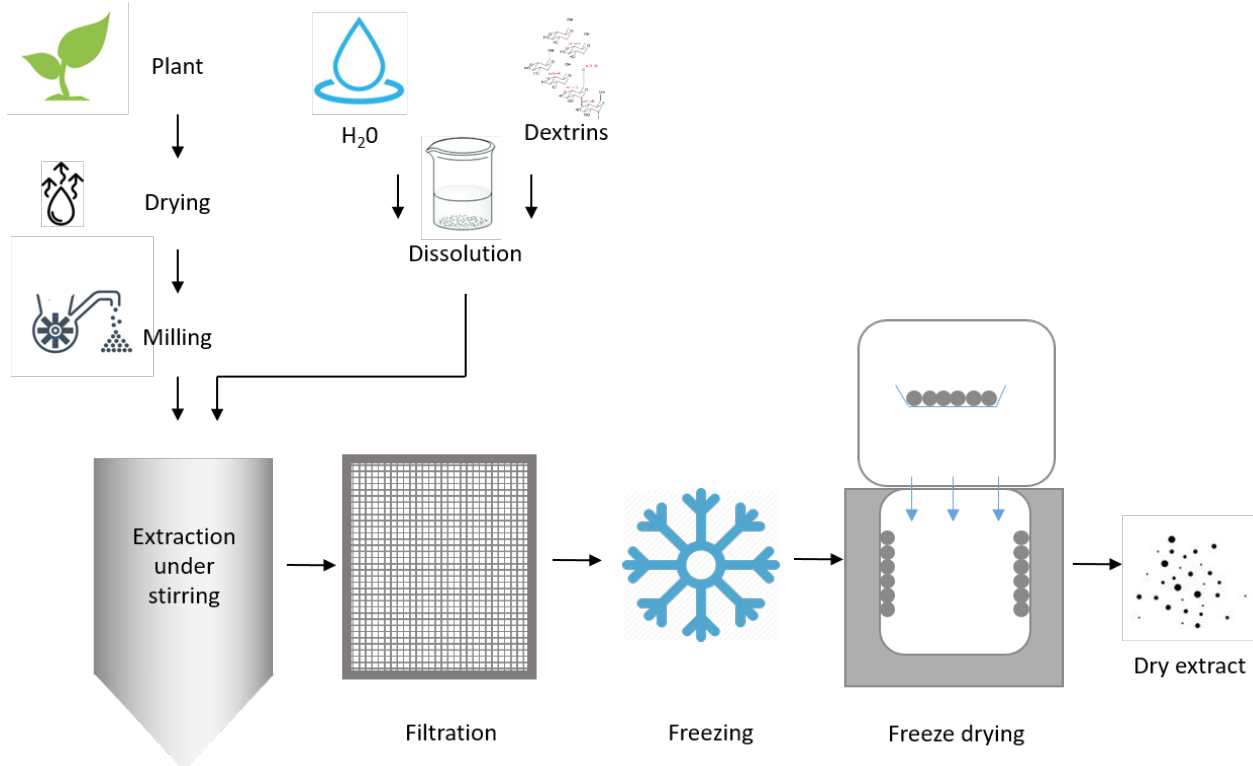 Plant
H₂0
Dextrins
Drying
Dissolution
Milling
Extraction
under
stirring
Filtration
Freezing
Freeze drying
Dry extract